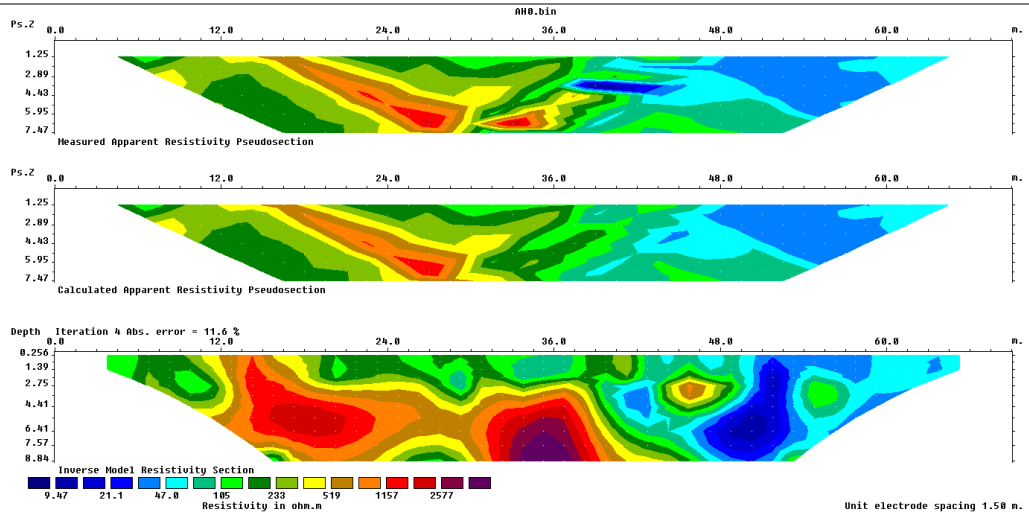 AH0.bin
Ps.Z 0.0 12.0 24.0 36.0 48.0 60.0 m.
1.25
2.89
4.43
5.95
7.47
Measured Apparent Resistivity Pseudosection
Ps.Z 0.0 12.0 24.0 36.0 48.0 60.0 m.
1.25
2.89
4.43
5.95
7.47
Calculated Apparent Resistivity Pseudosection
Depth Iteration 4 Abs. error = 11.6 %
0.0 12.0 24.0 36.0 48.0 60.0 m.
0.256
1.39
2.75
4.41
6.41
7.57
8.84
Inverse Model Resistivity Section
9.47 21.1 47.0 105 233 519 1157 2577
Resistivity in ohm.m
Unit electrode spacing 1.50 m.